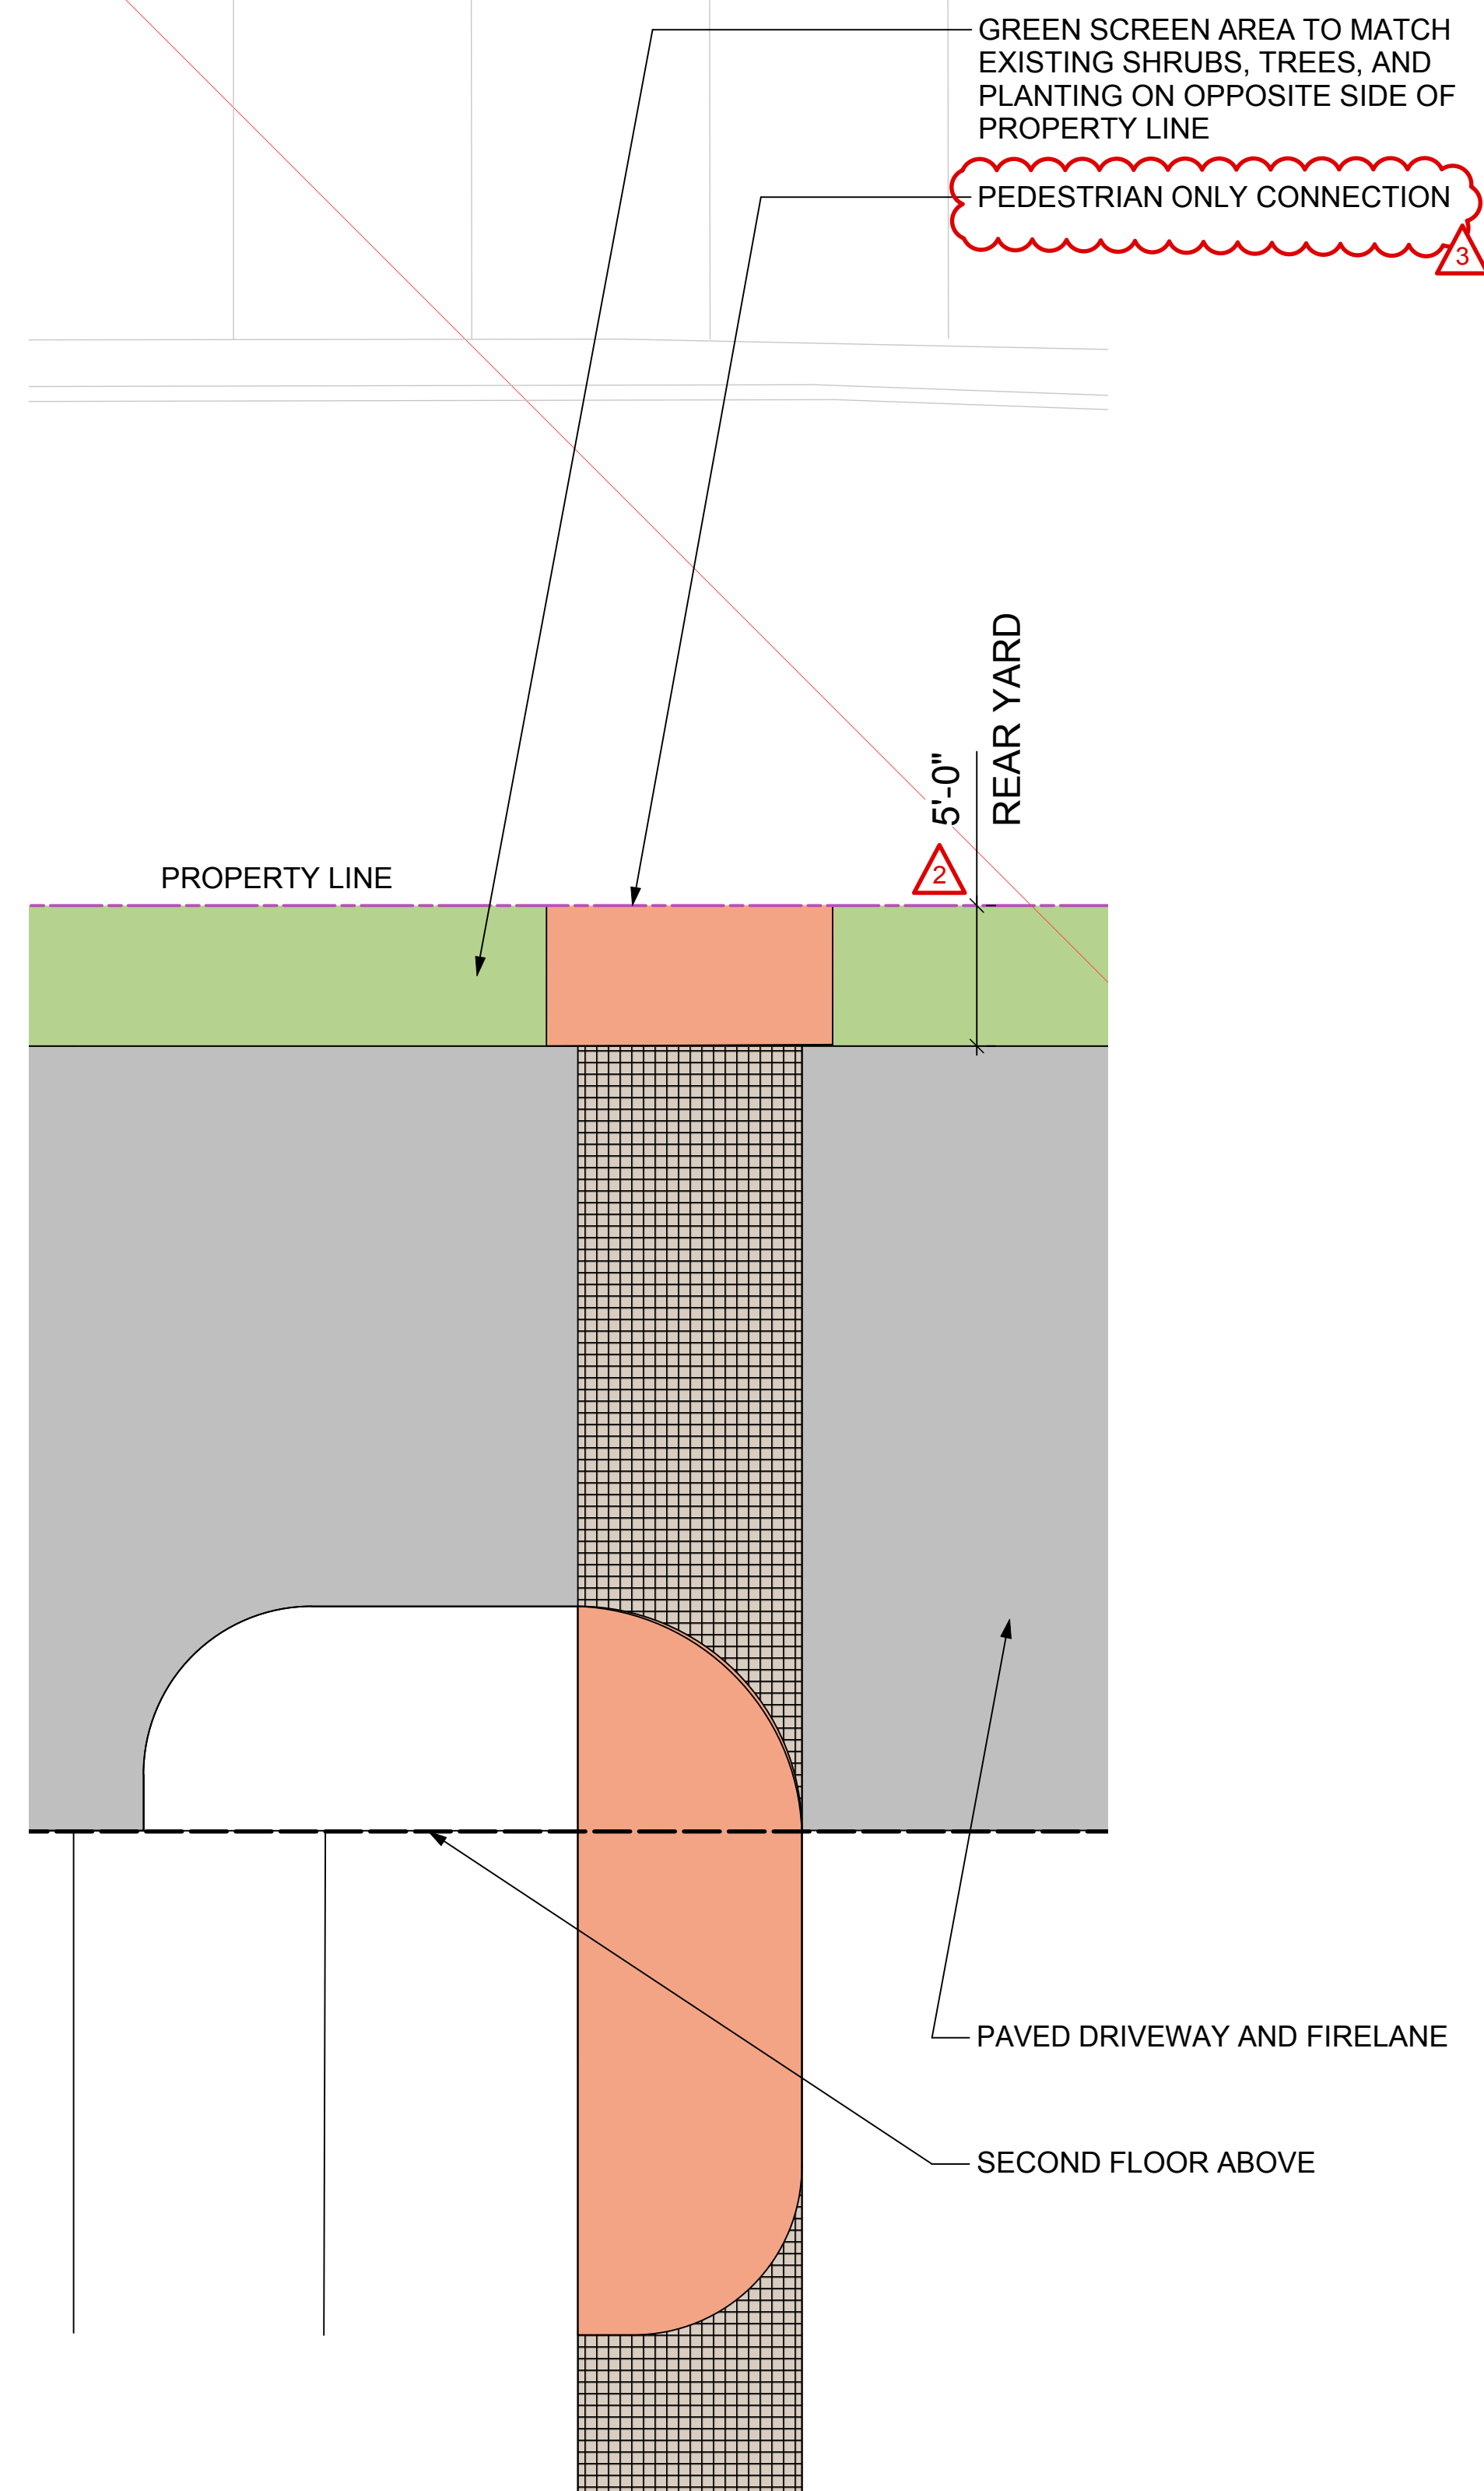 GREEN SCREEN AREA TO MATCH
EXISTING SHRUBS, TREES, AND
PLANTING ON OPPOSITE SIDE OF
PROPERTY LINE
PEDESTRIAN ONLY CONNECTION
3
REAR YARD
5'-0"
2
PROPERTY LINE
PAVED DRIVEWAY AND FIRELANE
SECOND FLOOR ABOVE